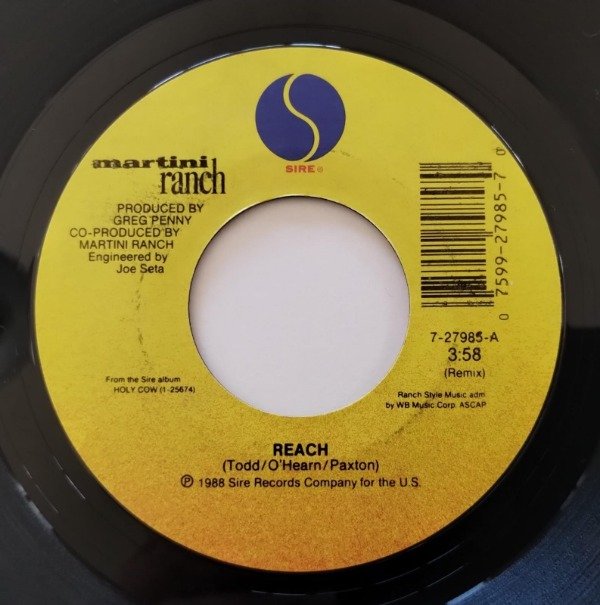 SIRE®
martini
ranch
PRODUCED BY
GREG PENNY
CO-PRODUCED BY
MARTINI RANCH
Engineered by
Joe Seta
0 7599-27985-7 0
7-27985-A
3:58
(Remix)
From the Sire album
HOLY COW (1-25674)
Ranch Style Music adm.
by WB Music Corp. ASCAP
REACH
(Todd/O'Hearn/Paxton)
℗ 1988 Sire Records Company for the U.S.